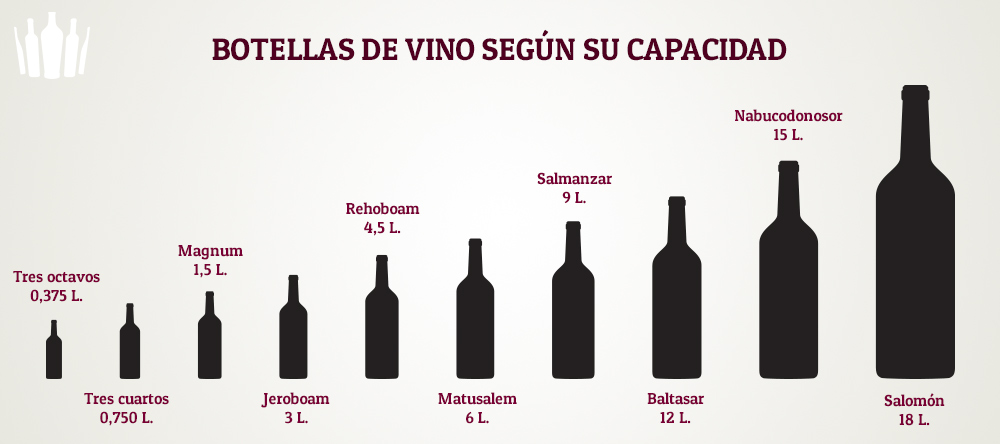 BOTELLAS DE VINO SEGÚN SU CAPACIDAD
Tres octavos
0,375 L.
Tres cuartos
0,750 L.
Magnum
1,5 L.
Jeroboam
3 L.
Rehoboam
4,5 L.
Matusalem
6 L.
Salmanzar
9 L.
Baltasar
12 L.
Nabucodonosor
15 L.
Salomón
18 L.